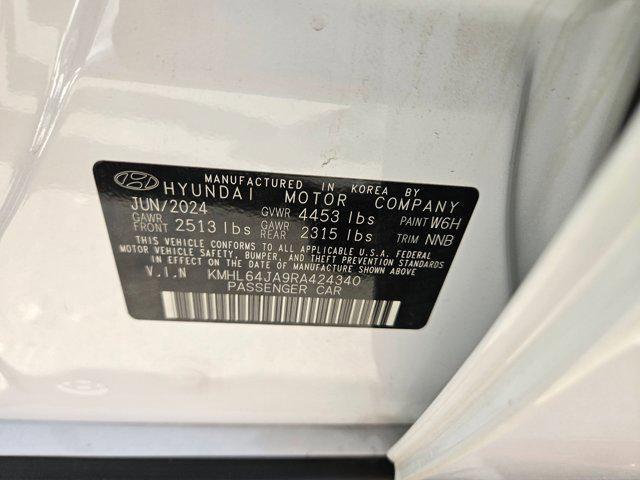 MANUFACTURED IN KOREA BY
HYUNDAI MOTOR COMPANY
JUN/2024 GVWR 4453 lbs PAINT W6H
GAWR FRONT 2513 lbs GAWR REAR 2315 lbs TRIM NNB
THIS VEHICLE CONFORMS TO ALL APPLICABLE U.S.A. FEDERAL
MOTOR VEHICLE SAFETY, BUMPER, AND THEFT PREVENTION STANDARDS
IN EFFECT ON THE DATE OF MANUFACTURE SHOWN ABOVE.
V.I.N KMHL64JA9RA424340
PASSENGER CAR